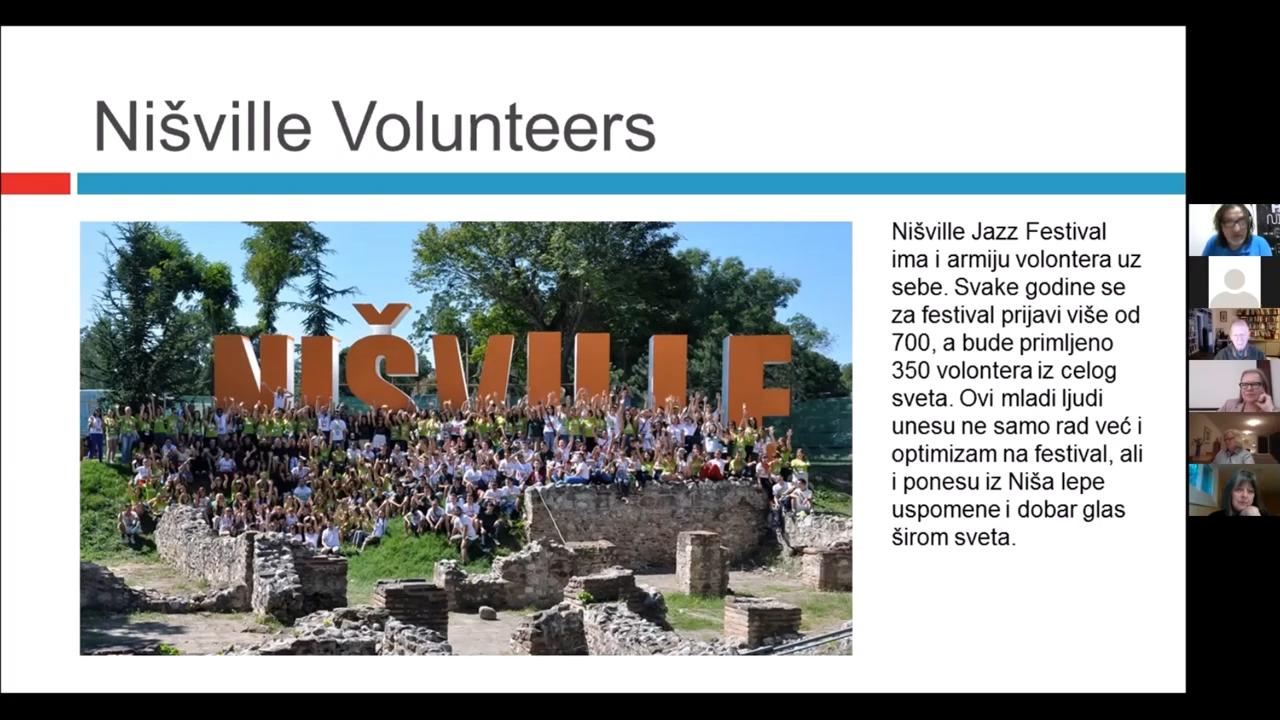 Nišville Volunteers
NIŠVILLE
Nišville Jazz Festival
ima i armiju volontera uz
sebe. Svake godine se
za festival prijavi više od
700, a bude primljeno
350 volontera iz celog
sveta. Ovi mladi ljudi
unesu ne samo rad već i
optimizam na festival, ali
i ponesu iz Niša lepe
uspomene i dobar glas
širom sveta.